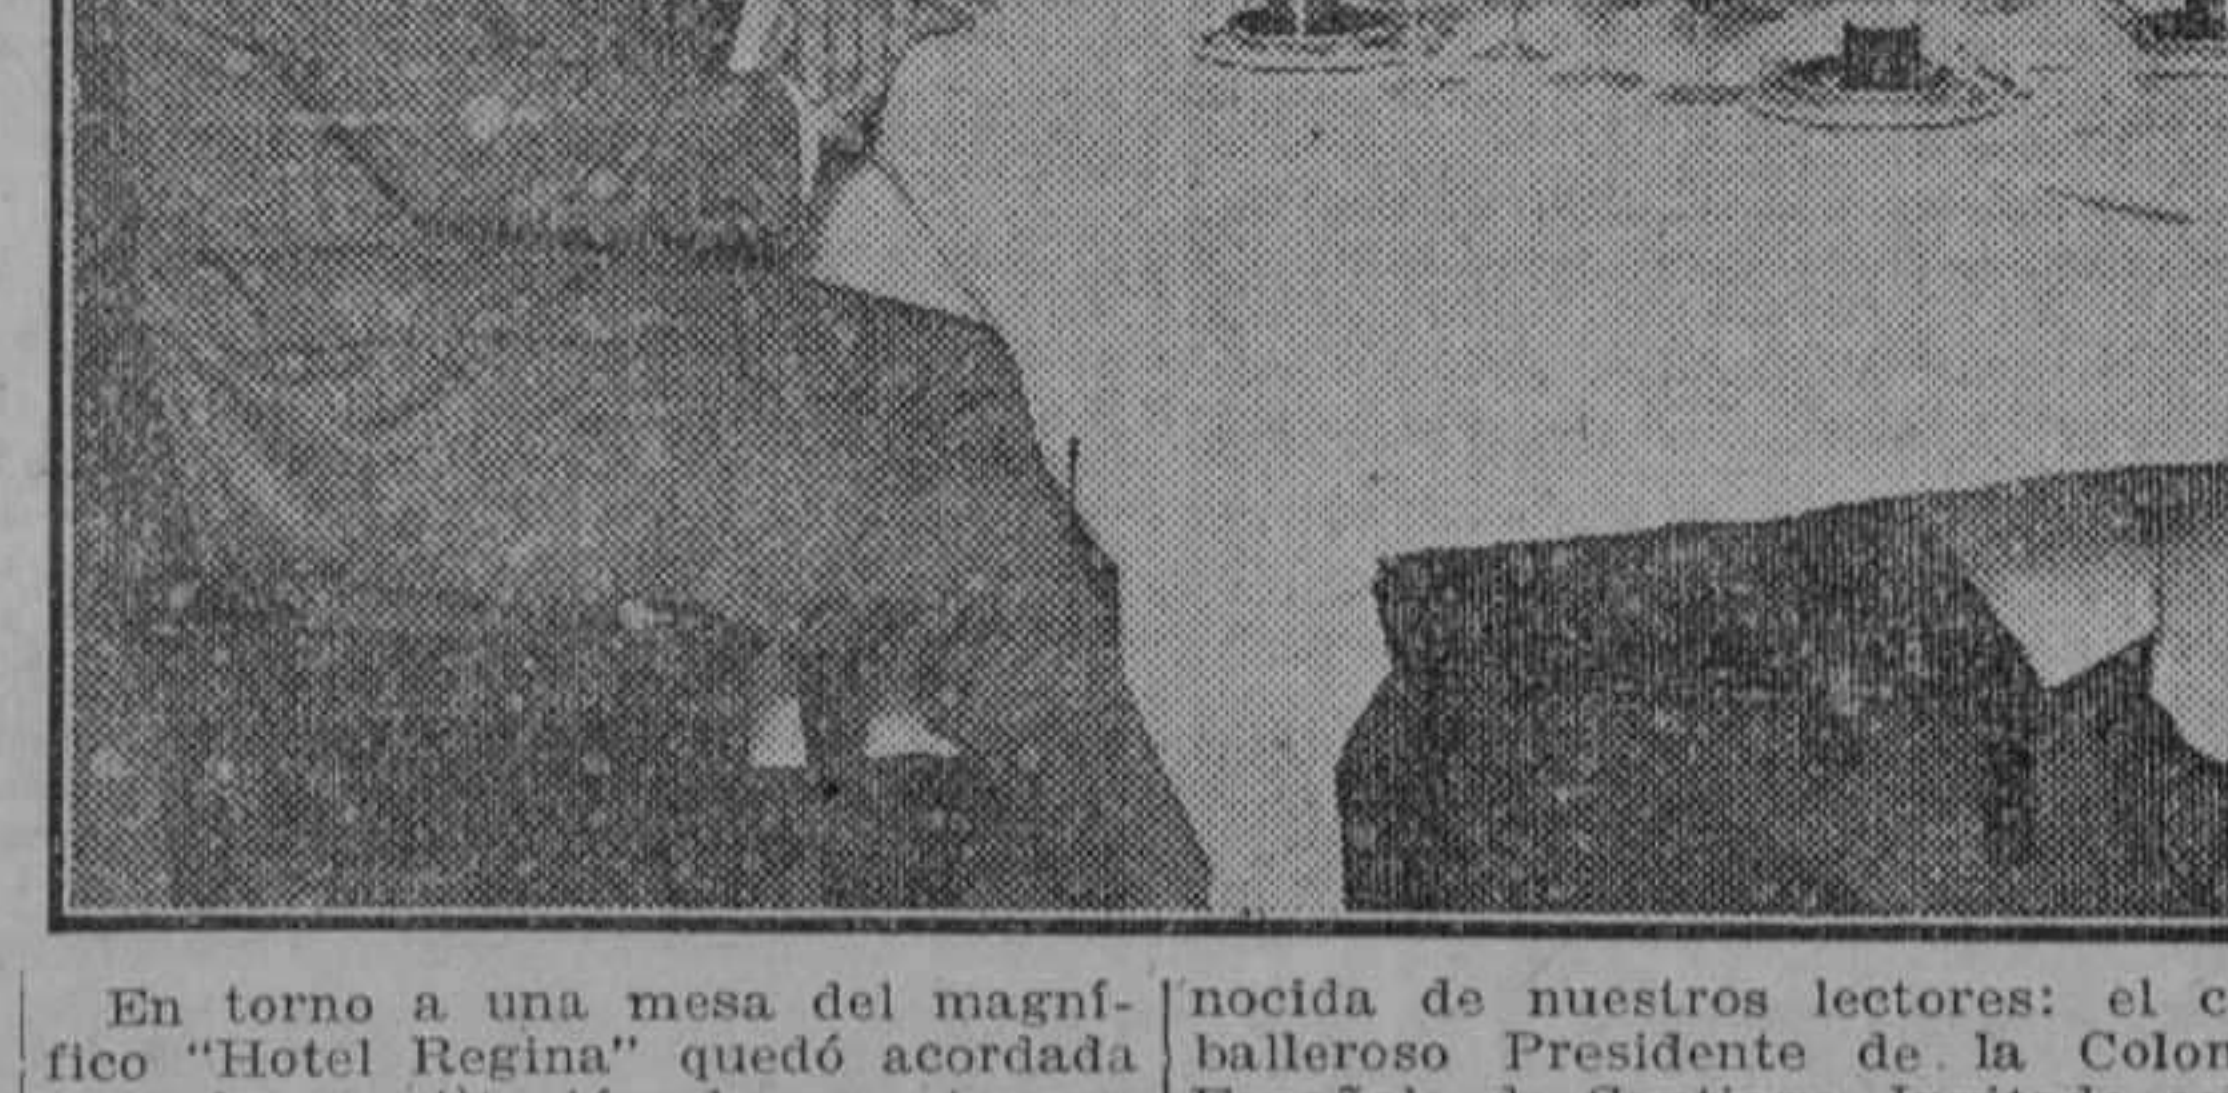 En torno a una mesa del magní-
fico "Hotel Regina" quedó acordada
nocida de nuestros lectores: el c
balleroso Presidente de la Colon